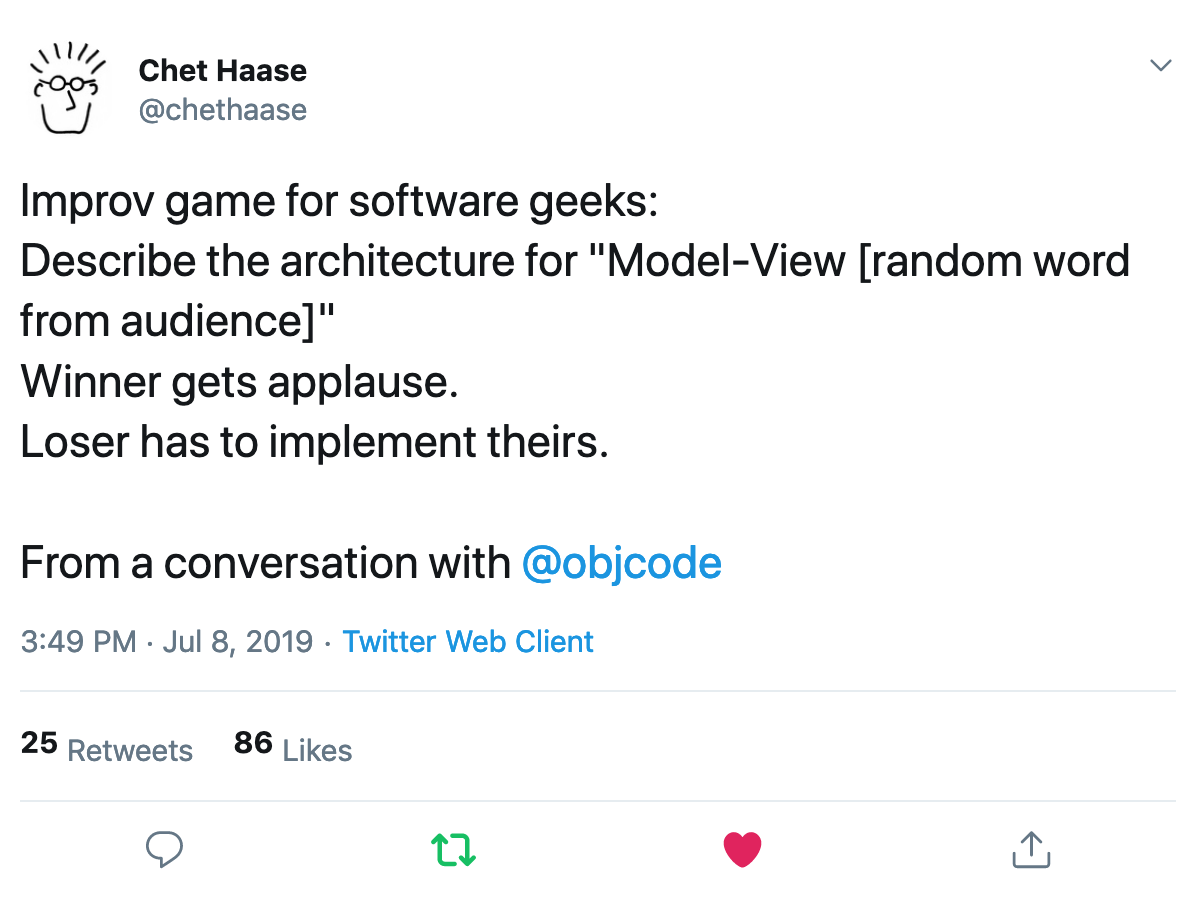 Chet Haase
@chethaase
Improv game for software geeks:
Describe the architecture for "Model-View [random word
from audience]"
Winner gets applause.
Loser has to implement theirs.
From a conversation with @objcode
3:49 PM · Jul 8, 2019 · Twitter Web Client
25 Retweets 86 Likes